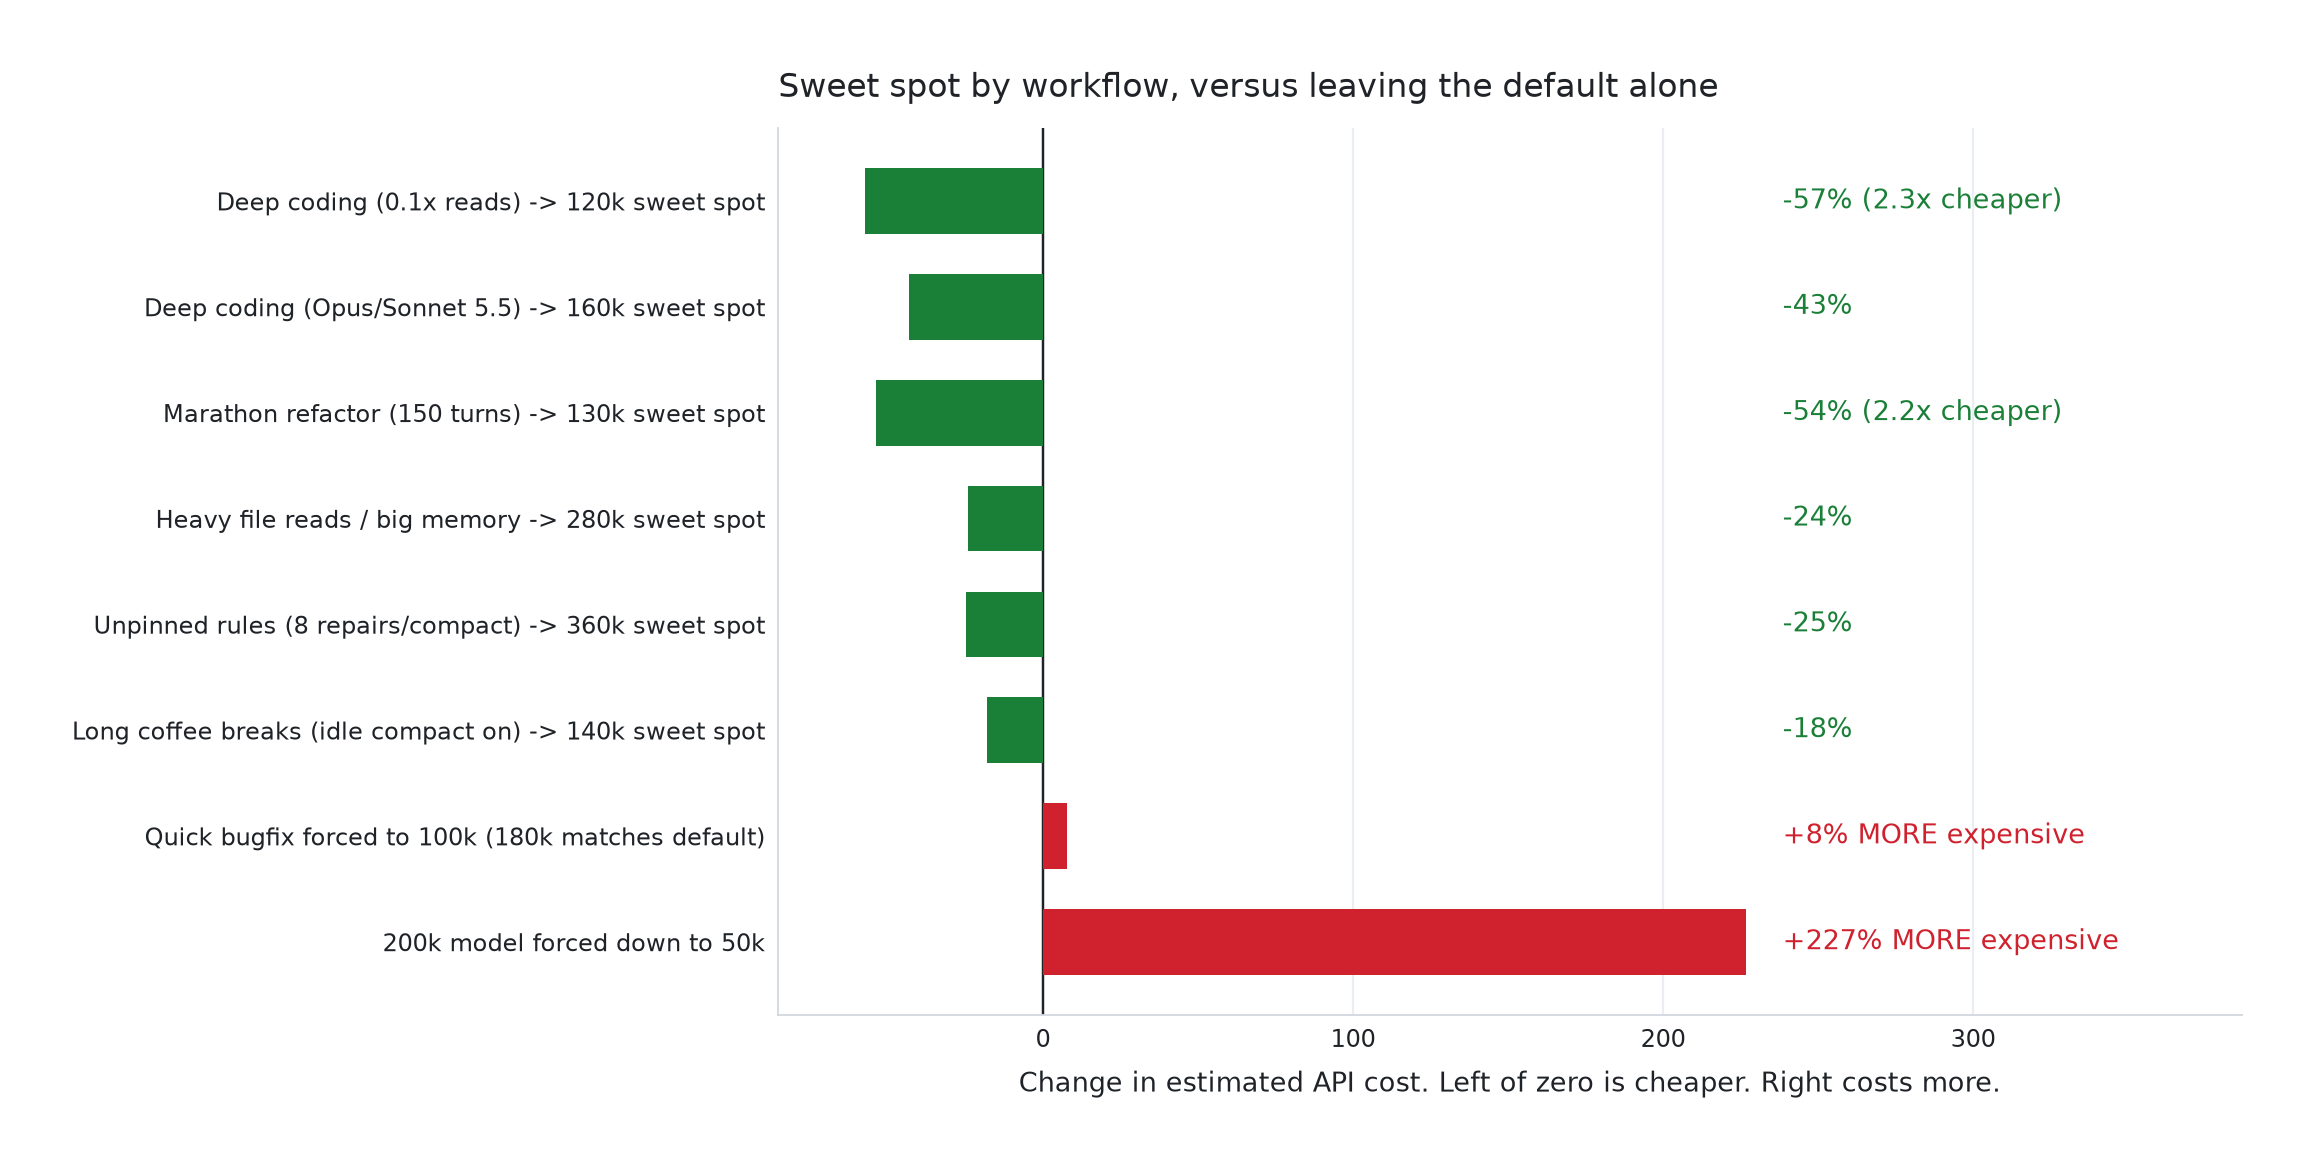 Sweet spot by workflow, versus leaving the default alone
Deep coding (0.1x reads) -> 120k sweet spot
-57% (2.3x cheaper)
Deep coding (Opus/Sonnet 5.5) -> 160k sweet spot
-43%
Marathon refactor (150 turns) -> 130k sweet spot
-54% (2.2x cheaper)
Heavy file reads / big memory -> 280k sweet spot
-24%
Unpinned rules (8 repairs/compact) -> 360k sweet spot
-25%
Long coffee breaks (idle compact on) -> 140k sweet spot
-18%
Quick bugfix forced to 100k (180k matches default)
+8% MORE expensive
200k model forced down to 50k
+227% MORE expensive
0 100 200 300
Change in estimated API cost. Left of zero is cheaper. Right costs more.